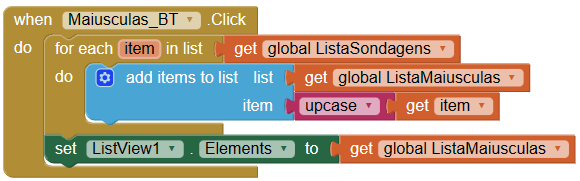 when Maiusculas_BT .Click
do for each item in list get global ListaSondagens
do add items to list list get global ListaMaiusculas
item upcase get item
set ListView1 . Elements to get global ListaMaiusculas